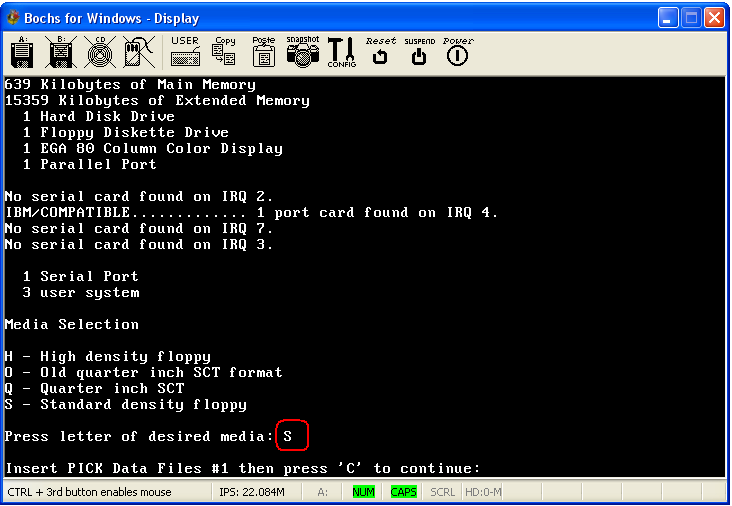 Bochs for Windows - Display
A: B: CD USER Copy Paste snapshot CONFIG Reset SUSPEND Power
639 Kilobytes of Main Memory
15359 Kilobytes of Extended Memory
1 Hard Disk Drive
1 Floppy Diskette Drive
1 EGA 80 Column Color Display
1 Parallel Port
No serial card found on IRQ 2.
IBM/COMPATIBLE............. 1 port card found on IRQ 4.
No serial card found on IRQ 7.
No serial card found on IRQ 3.
1 Serial Port
3 user system
Media Selection
H - High density floppy
O - Old quarter inch SCT format
Q - Quarter inch SCT
S - Standard density floppy
Press letter of desired media: S
Insert PICK Data Files #1 then press 'C' to continue:
CTRL + 3rd button enables mouse IPS: 22.084M A: NUM CAPS SCRL HD:0-M